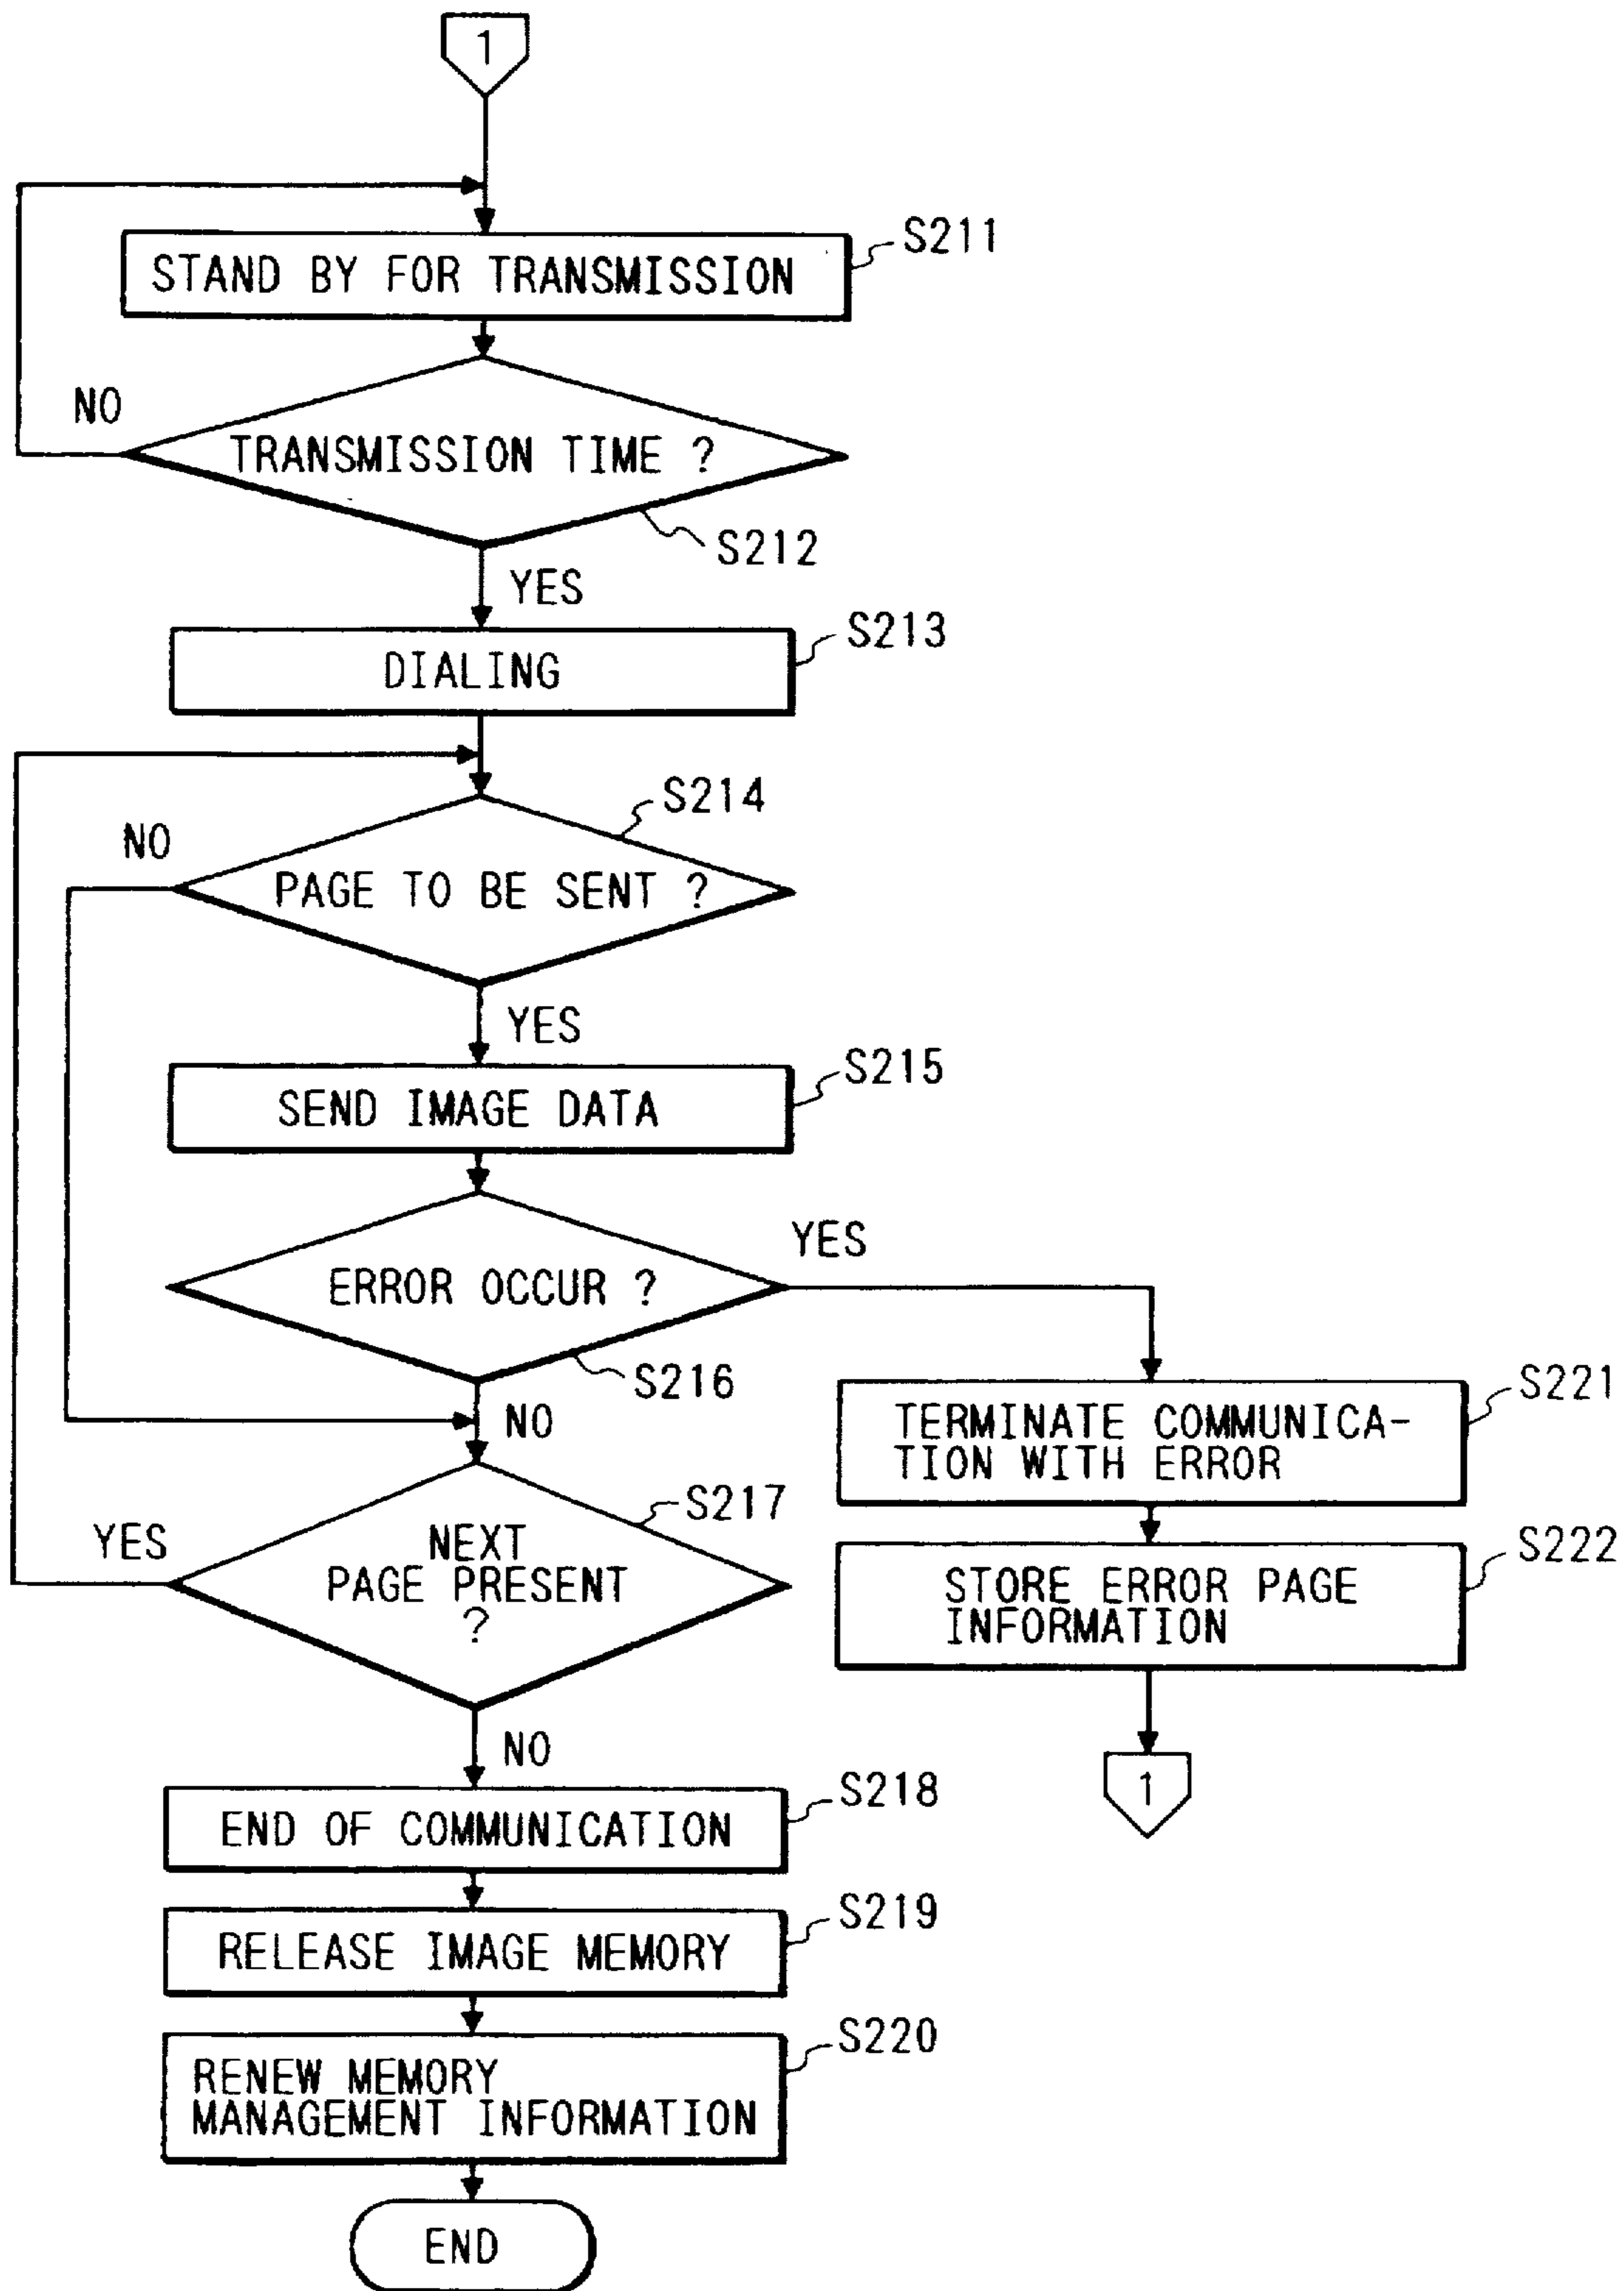 1
S211
STAND BY FOR TRANSMISSION
NO
TRANSMISSION TIME ?
S212
YES
S213
DIALING
S214
NO
PAGE TO BE SENT ?
YES
S215
SEND IMAGE DATA
YES
ERROR OCCUR ?
S216
NO
S221
TERMINATE COMMUNICA-
TION WITH ERROR
S217
YES
NEXT
PAGE PRESENT
?
S222
STORE ERROR PAGE
INFORMATION
NO
1
S218
END OF COMMUNICATION
S219
RELEASE IMAGE MEMORY
S220
RENEW MEMORY
MANAGEMENT INFORMATION
END